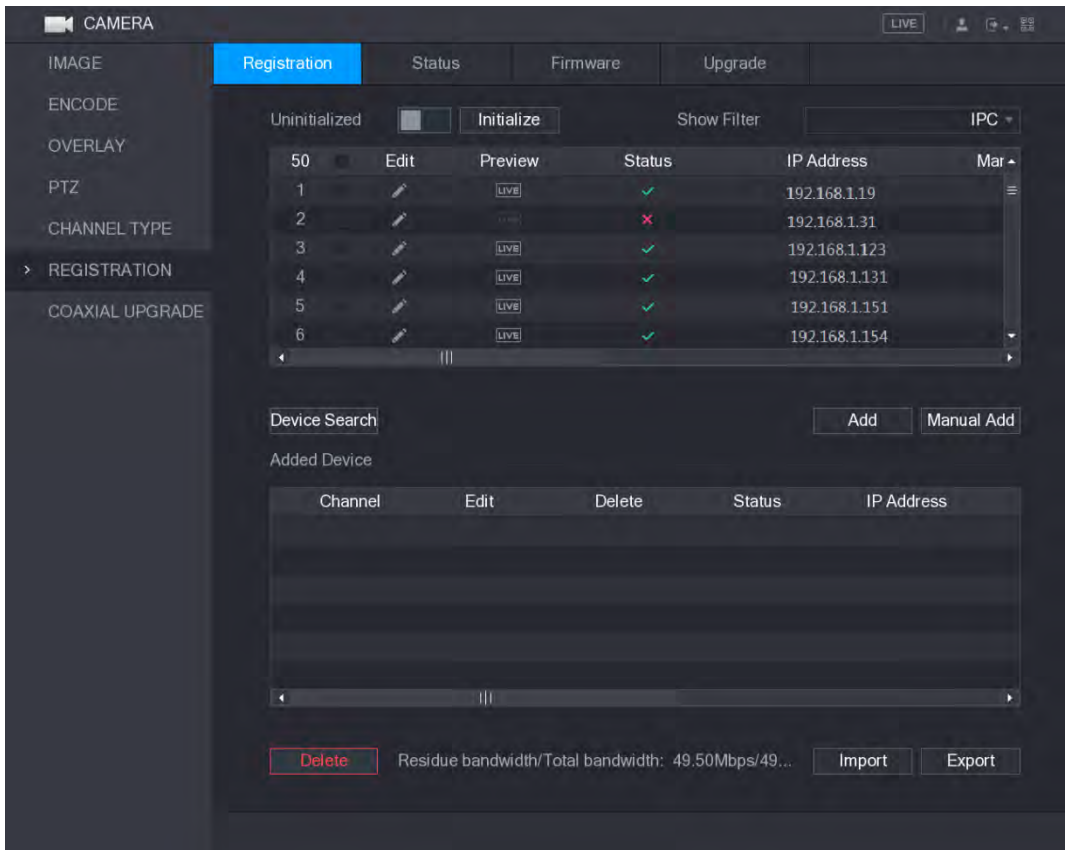 CAMERA LIVE
IMAGE
ENCODE
OVERLAY
PTZ
CHANNEL TYPE
> REGISTRATION
COAXIAL UPGRADE
Registration Status Firmware Upgrade
Uninitialized Initialize Show Filter IPC
50 Edit Preview Status IP Address Mar
1 LIVE 192.168.1.19
2 192.168.1.31
3 LIVE 192.168.1.123
4 LIVE 192.168.1.131
5 LIVE 192.168.1.151
6 LIVE 192.168.1.154
Device Search Add Manual Add
Added Device
Channel Edit Delete Status IP Address
Delete Residue bandwidth/Total bandwidth: 49.50Mbps/49... Import Export